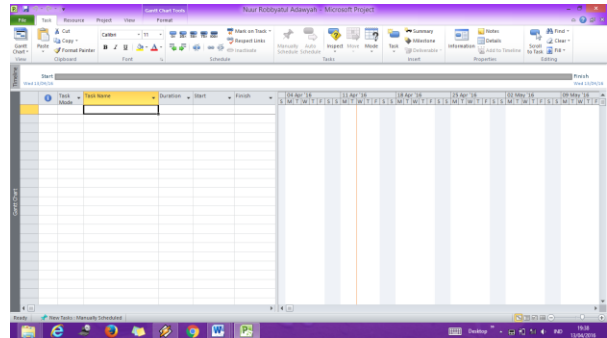 Gantt Chart Tools
Nuur Robbyatul Adawyah - Microsoft Project
File Task Resource Project View Format
Gantt Chart
Paste
Cut
Copy
Format Painter
Calibri 11
B I U
Mark on Track
Respect Links
Inactivate
Manually Schedule
Auto Schedule
Inspect
Move
Mode
Task
Summary
Milestone
Deliverable
Information
Notes
Details
Add to Timeline
Scroll to Task
Find
Clear
Fill
View Clipboard Font Schedule Tasks Insert Properties Editing
Timeline
Start
Wed 13/04/16
Finish
Wed 13/04/16
Task Mode Task Name Duration Start Finish
04 Apr '16 11 Apr '16 18 Apr '16 25 Apr '16 02 May '16 09 May '16
S M T W T F S S M T W T F S S M T W T F S S M T W T F S S M T W T F S S M T W T F
Gantt Chart
Ready New Tasks : Manually Scheduled
Desktop
IND
19:38
13/04/2016